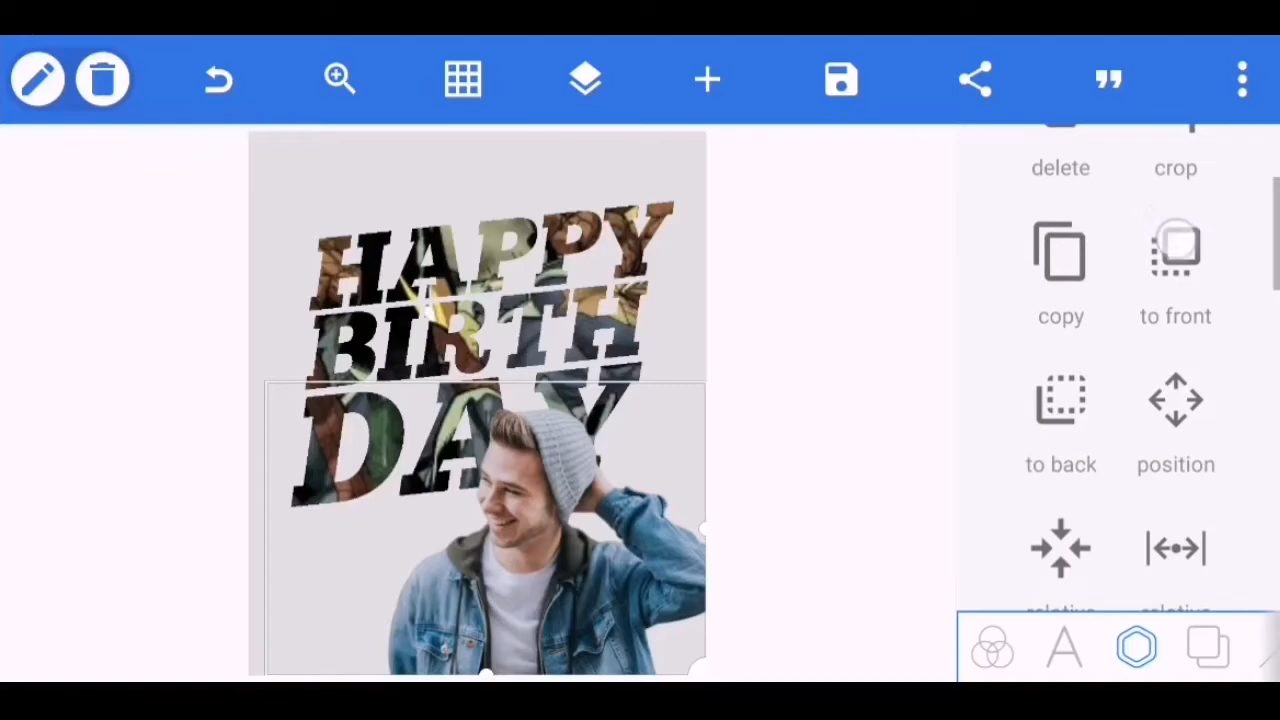 delete crop
HAPPY
BIRTH
DAY
copy to front
to back position